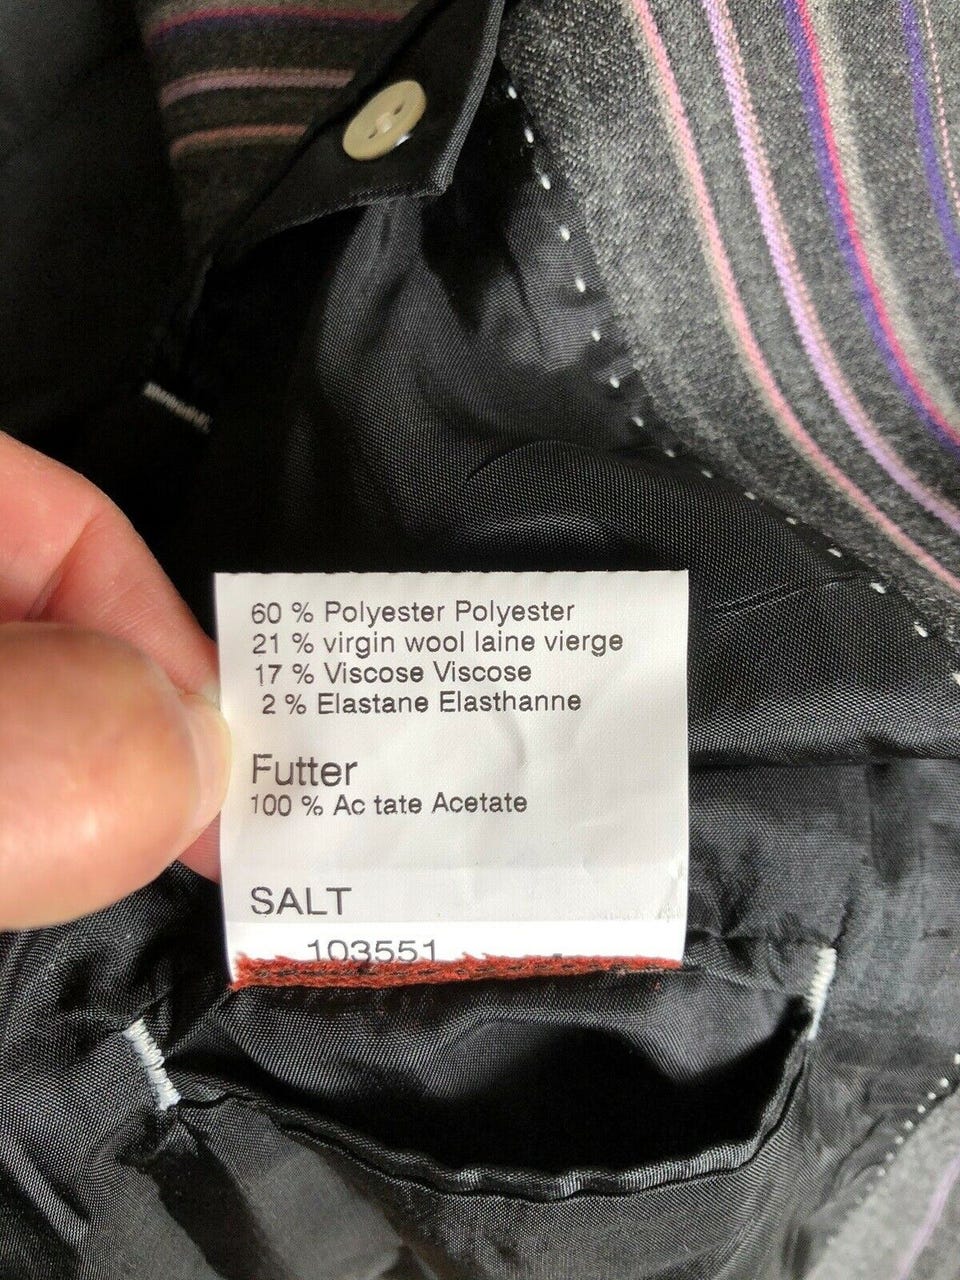 60 % Polyester Polyester
21 % virgin wool laine vierge
17 % Viscose Viscose
2 % Elastane Elasthanne
Futter
100 % Ac tate Acetate
SALT
103551